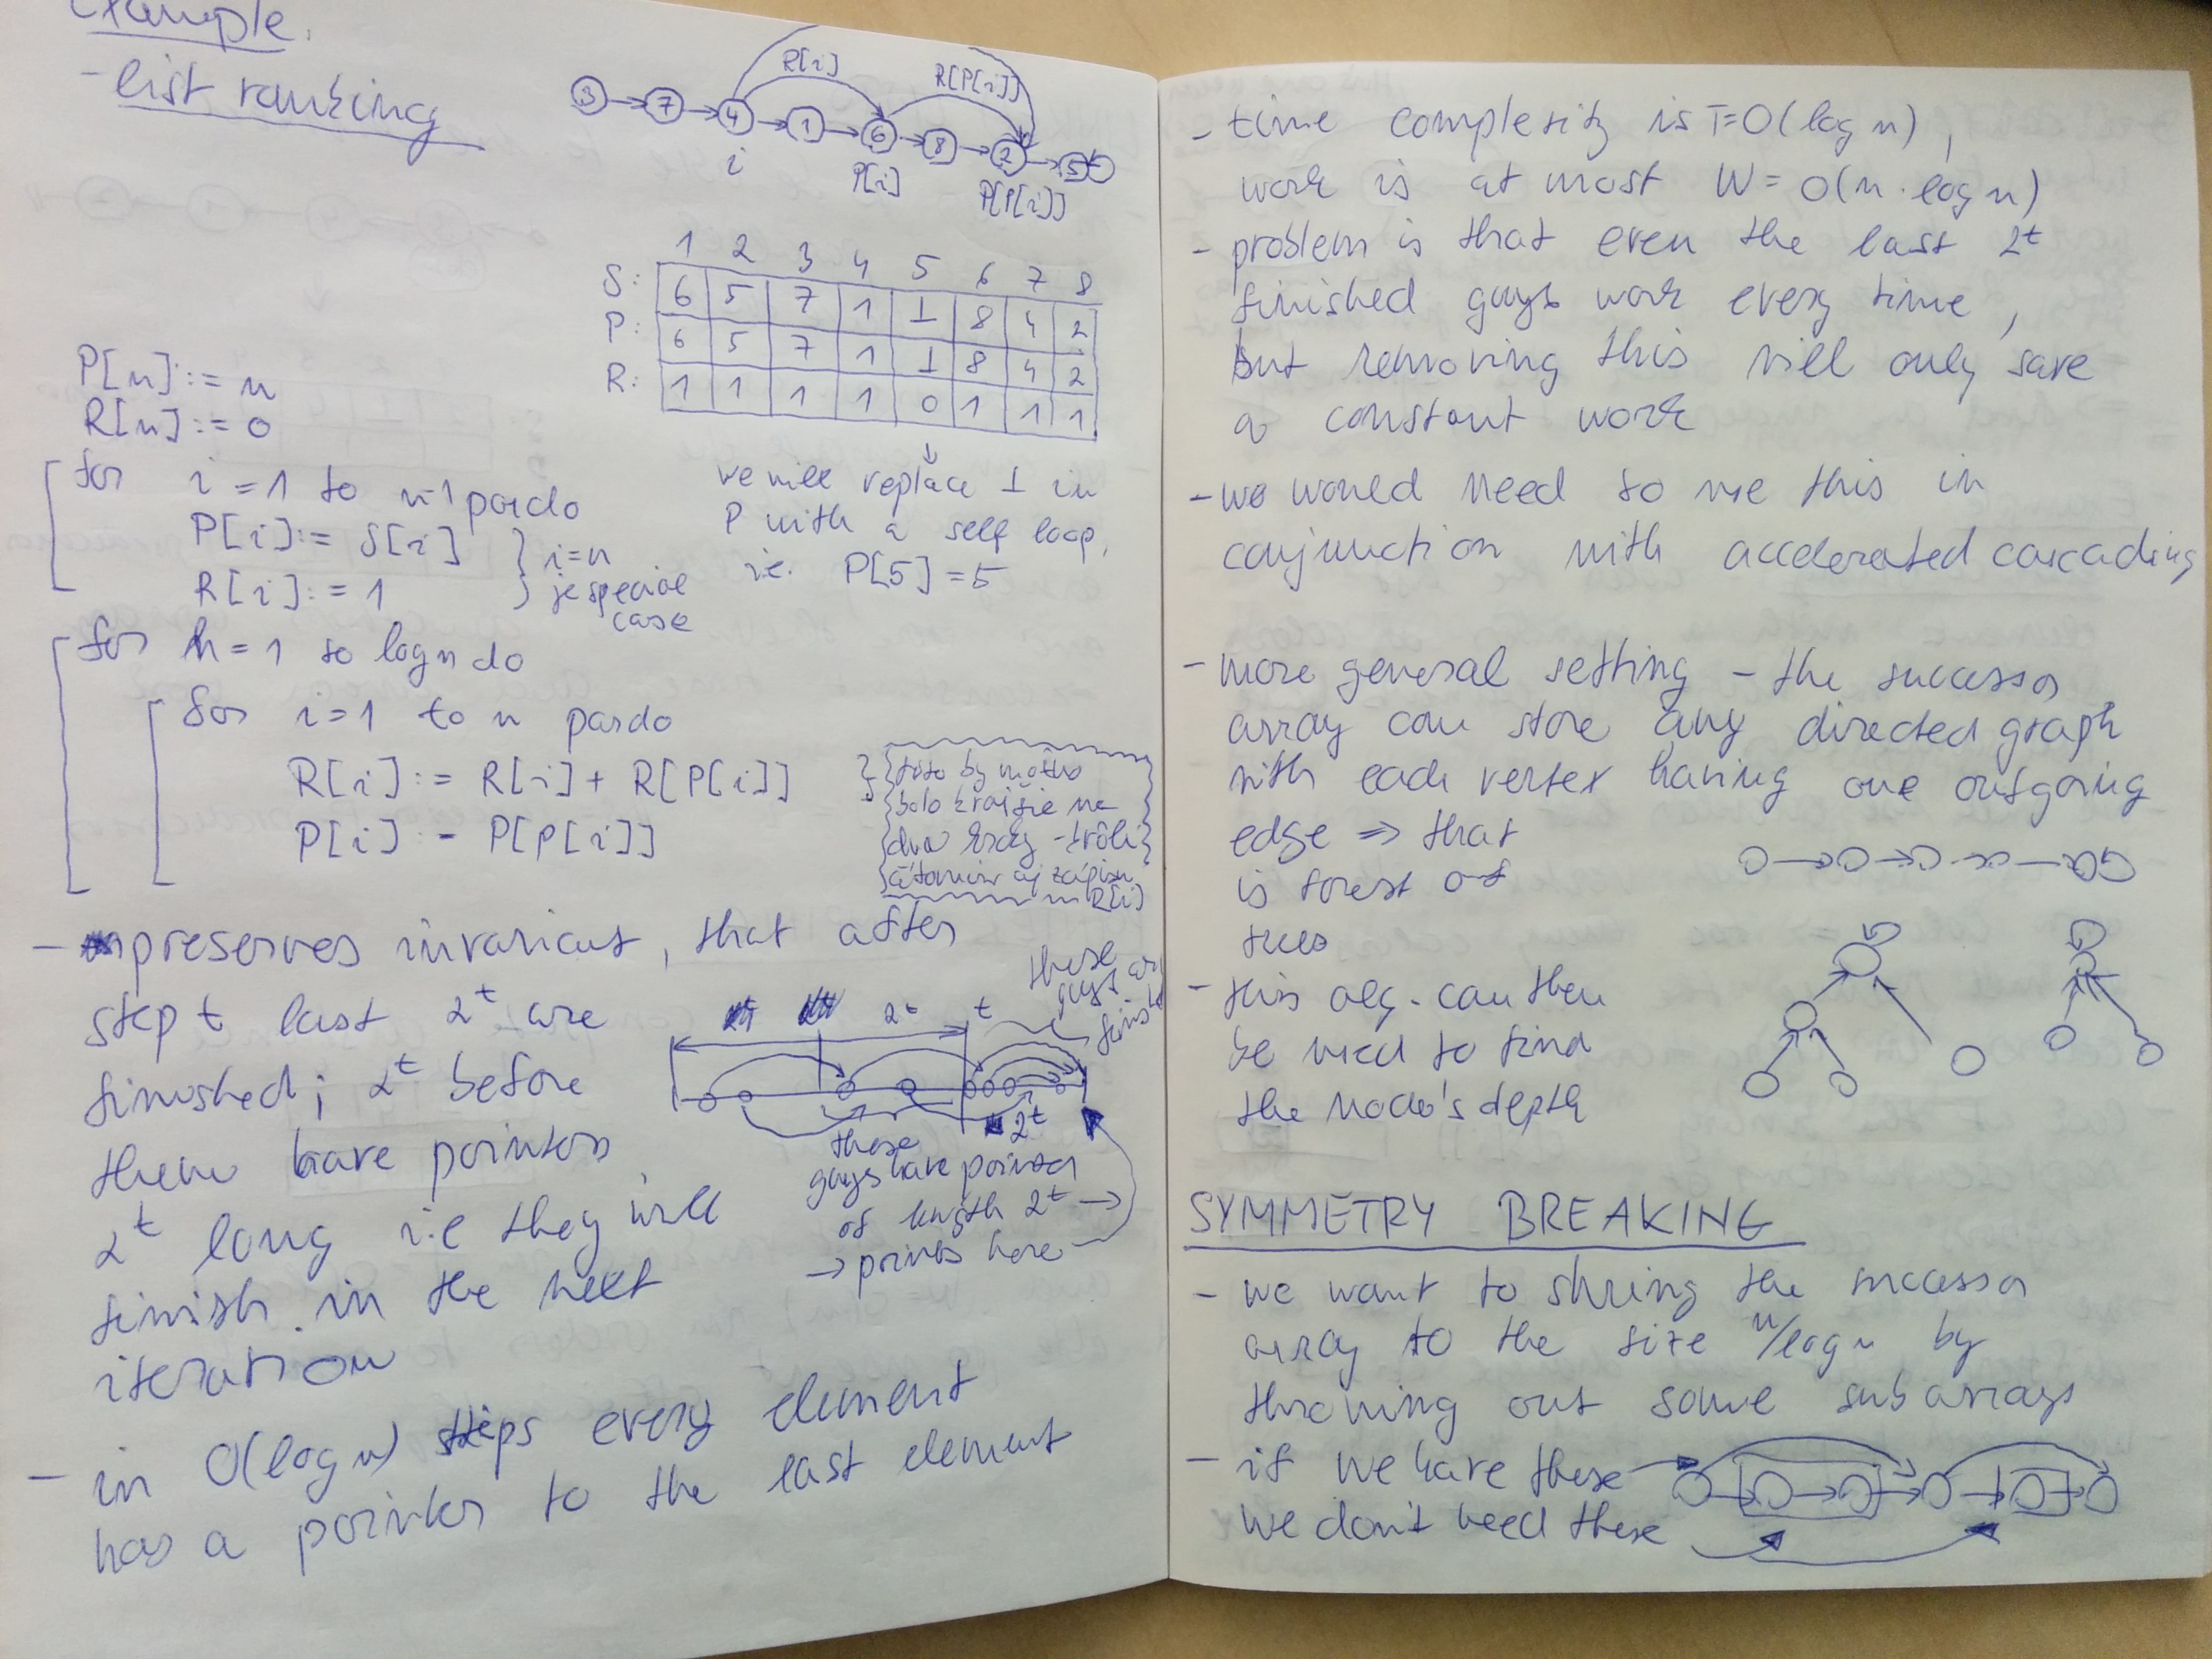 Example.
- list ranking
R[i]
R[P[i]]
3 7 4 1 6 8 2 5
i
P[i]
P[P[i]]
1 2 3 4 5 6 7 8
S: 6 5 7 1 ⊥ 8 4 2
P: 6 5 7 1 ⊥ 8 4 2
R: 1 1 1 1 0 1 1 1
we will replace ⊥ in
P with a self loop,
i.e. P[5] = 5
P[n] := n
R[n] := 0
for i = 1 to n-1 pardo
P[i] := S[i]
R[i] := 1
i=n
je special
case
for h = 1 to log n do
for i = 1 to n pardo
R[i] := R[i] + R[P[i]]
P[i] := P[P[i]]
toto by
bolo krajšie na
dva kroky - kvôli
zápisu
R[i]
- preserves invariant, that after
step t last 2^t are
finished; 2^t before
them have pointers
2^t long i.e they will
finish in the next
iteration
2^t t
these
guys are
2^t
these
guys have pointer
of length 2^t →
→ points here
- in O(log n) steps every element
has a pointer to the last element
- time complexity is T=O(log n),
work is at most W = O(n · log n)
- problem is that even the last 2^t
finished guys work every time,
but removing this will only save
a constant work
- we would need to use this in
conjunction with accelerated cascading
- more general setting - the successor
array can store any directed graph
with each vertex having one outgoing
edge ⇒ that
is forest of
trees
- this alg. can then
be used to find
the node's depth
SYMMETRY BREAKING
- we want to shring the successor
array to the size n/log n by
throwing out some subarrays
- if we have these
we don't need these